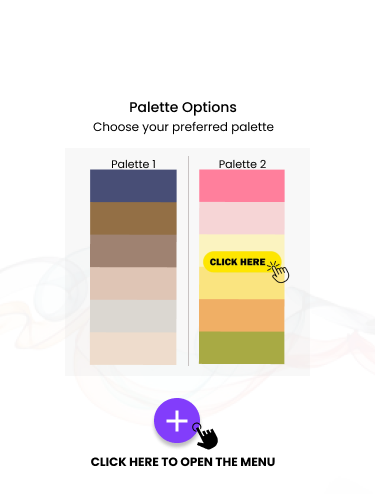 Palette Options
Choose your preferred palette
Palette 1
Palette 2
CLICK HERE
CLICK HERE TO OPEN THE MENU